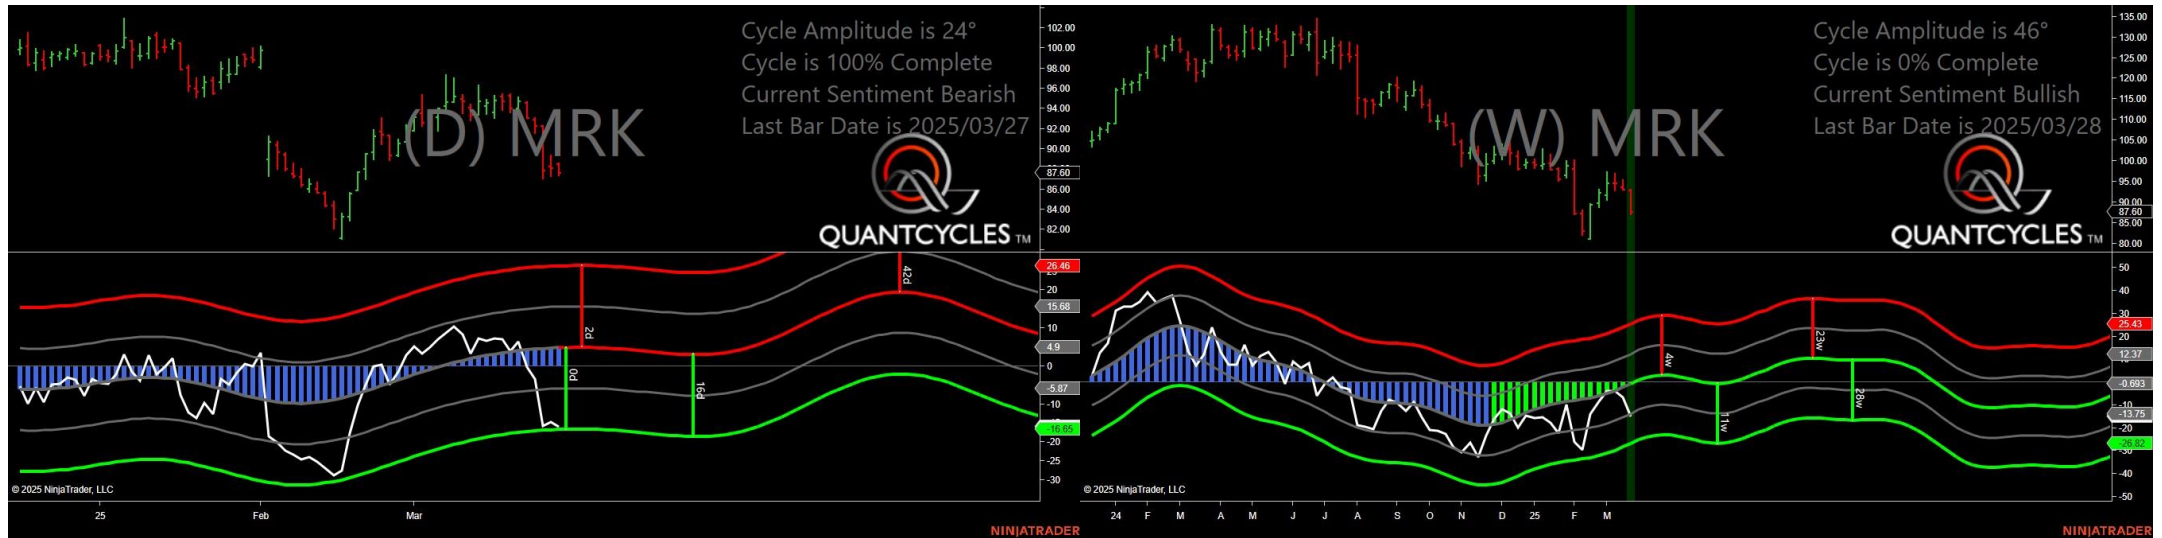 Cycle Amplitude is 24°
Cycle is 100% Complete
Current Sentiment Bearish
Last Bar Date is 2025/03/27
(D) MRK
QUANTCYCLES TM
102.00
100.00
98.00
96.00
94.00
92.00
90.00
87.60
86.00
84.00
82.00
26.46
20
15.68
10
4.9
0
-5.87
-10
-16.65
-20
-25
-30
2d
0d
16d
42d
© 2025 NinjaTrader, LLC
25 Feb Mar
NINJATRADER
Cycle Amplitude is 46°
Cycle is 0% Complete
Current Sentiment Bullish
Last Bar Date is 2025/03/28
(W) MRK
QUANTCYCLES TM
135.00
130.00
125.00
120.00
115.00
110.00
105.00
100.00
95.00
90.00
87.60
85.00
80.00
50
40
30
25.43
20
12.37
-0.693
-10
-13.75
-20
-26.82
-30
-40
-50
4w
11w
23w
28w
© 2025 NinjaTrader, LLC
24 F M A M J J A S O N D 25 F M
NINJATRADER